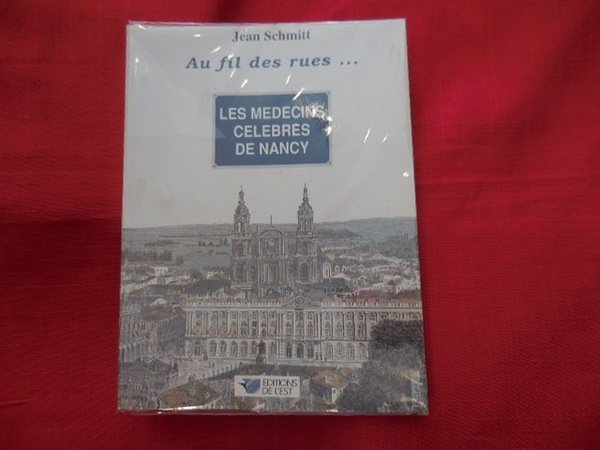 Jean Schmitt
Au fil des rues ...
LES MEDECINS
CELEBRES
DE NANCY
EDITIONS
DE L'EST